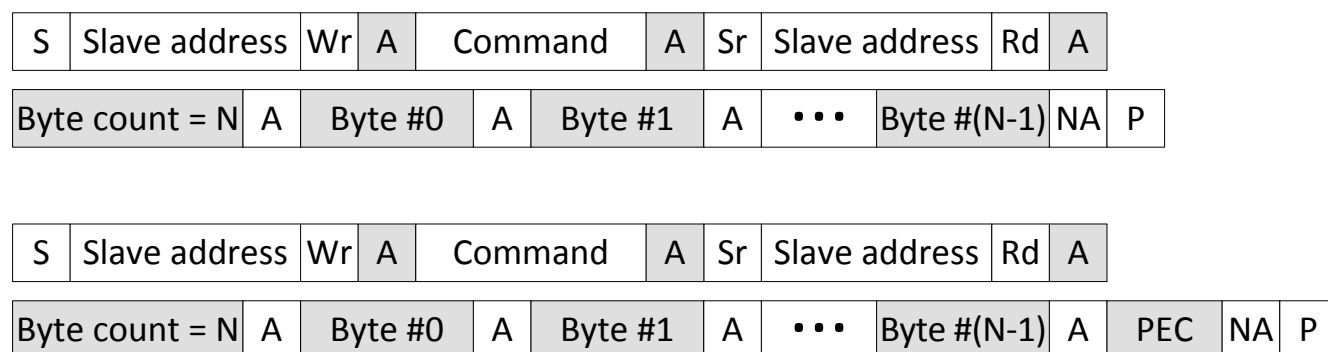 S Slave address Wr A Command A Sr Slave address Rd A
Byte count = N A Byte #0 A Byte #1 A ••• Byte #(N-1) NA P
S Slave address Wr A Command A Sr Slave address Rd A
Byte count = N A Byte #0 A Byte #1 A ••• Byte #(N-1) A PEC NA P